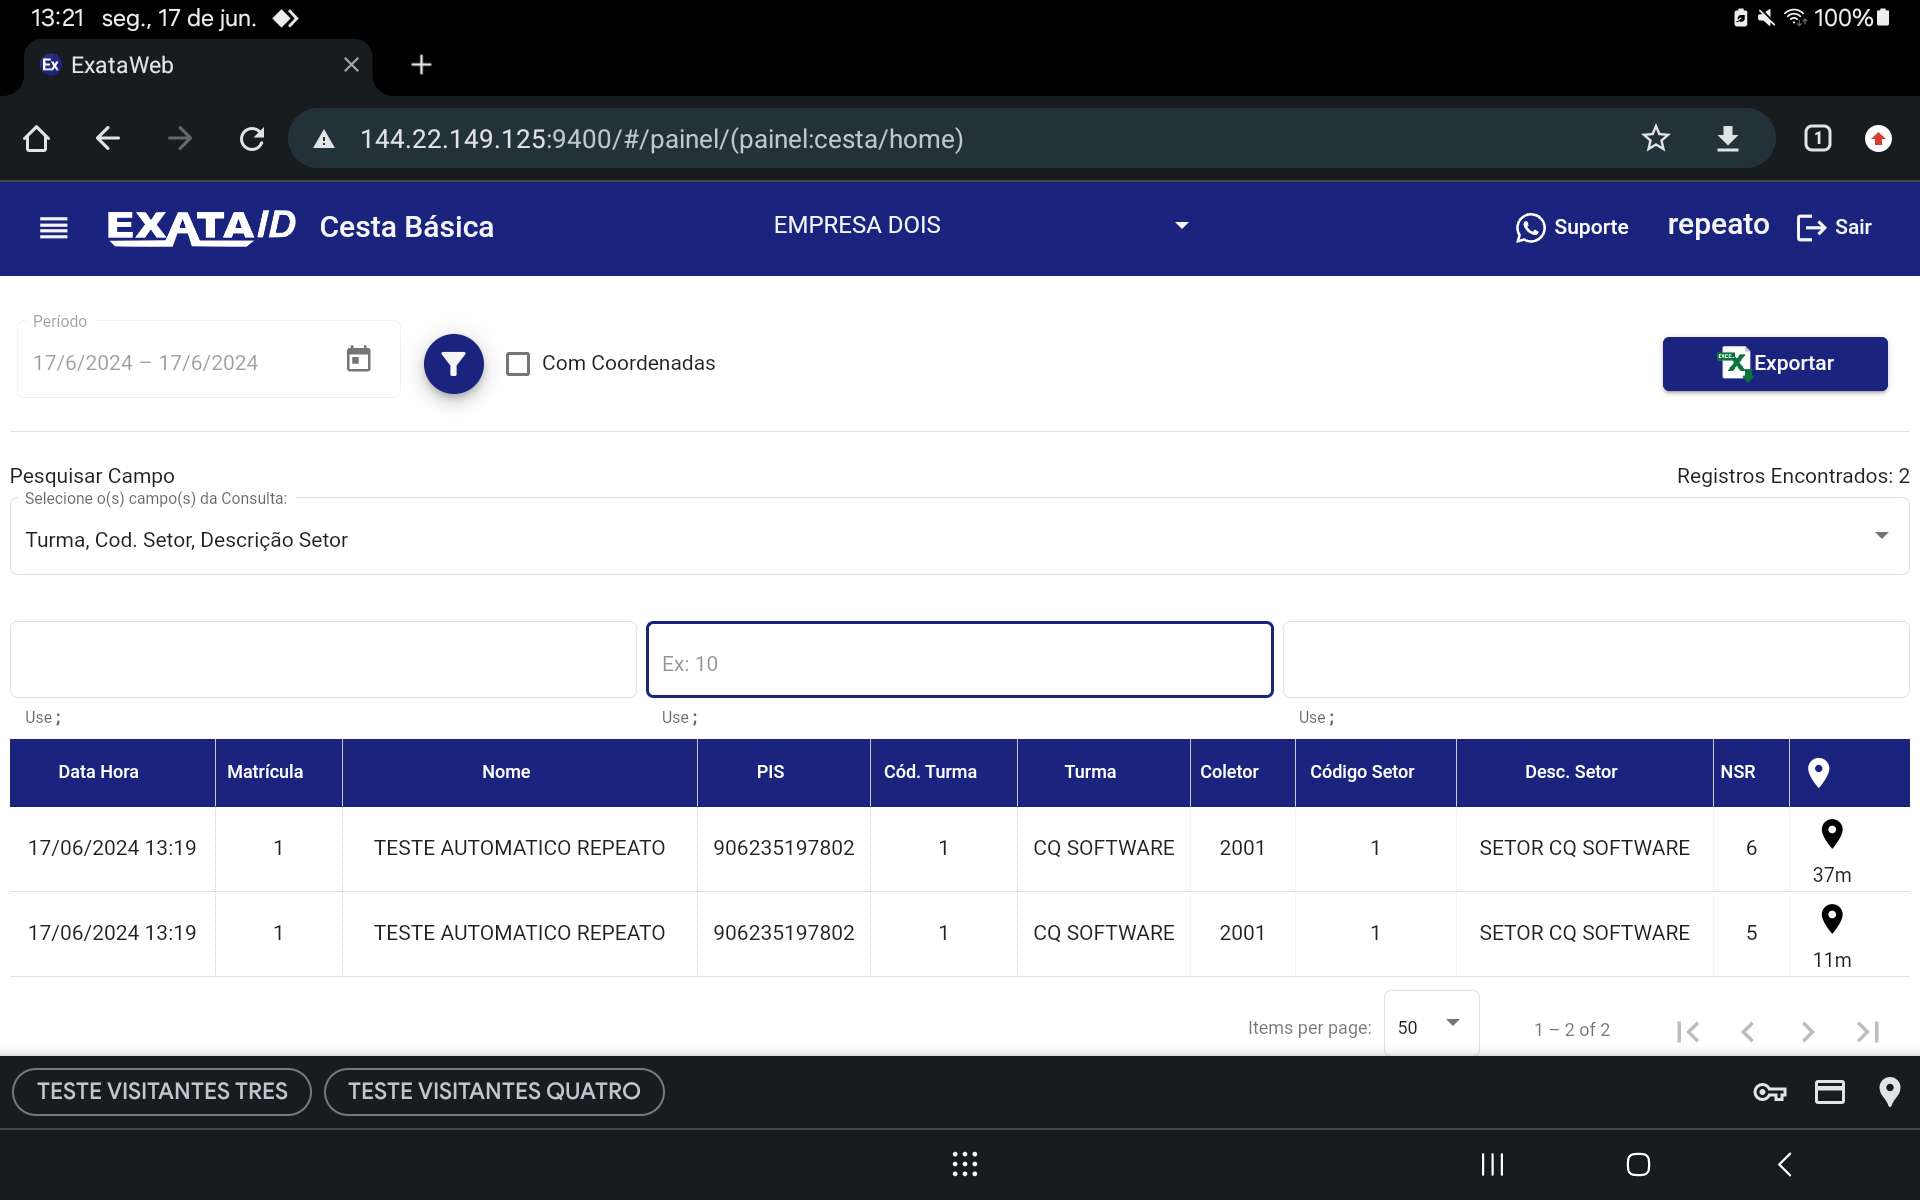 13:21 seg., 17 de jun. 100%
Ex ExataWeb
144.22.149.125:9400/#/painel/(painel:cesta/home) 1
EXATA ID Cesta Básica EMPRESA DOIS Suporte repeato Sair
Período
17/6/2024 – 17/6/2024 Com Coordenadas Exportar
Pesquisar Campo Registros Encontrados: 2
Selecione o(s) campo(s) da Consulta:
Turma, Cod. Setor, Descrição Setor
Ex: 10
Use ; Use ; Use ;
Data Hora Matrícula Nome PIS Cód. Turma Turma Coletor Código Setor Desc. Setor NSR
17/06/2024 13:19 1 TESTE AUTOMATICO REPEATO 906235197802 1 CQ SOFTWARE 2001 1 SETOR CQ SOFTWARE 6
37m
17/06/2024 13:19 1 TESTE AUTOMATICO REPEATO 906235197802 1 CQ SOFTWARE 2001 1 SETOR CQ SOFTWARE 5
11m
Items per page: 50 1 – 2 of 2
TESTE VISITANTES TRES TESTE VISITANTES QUATRO